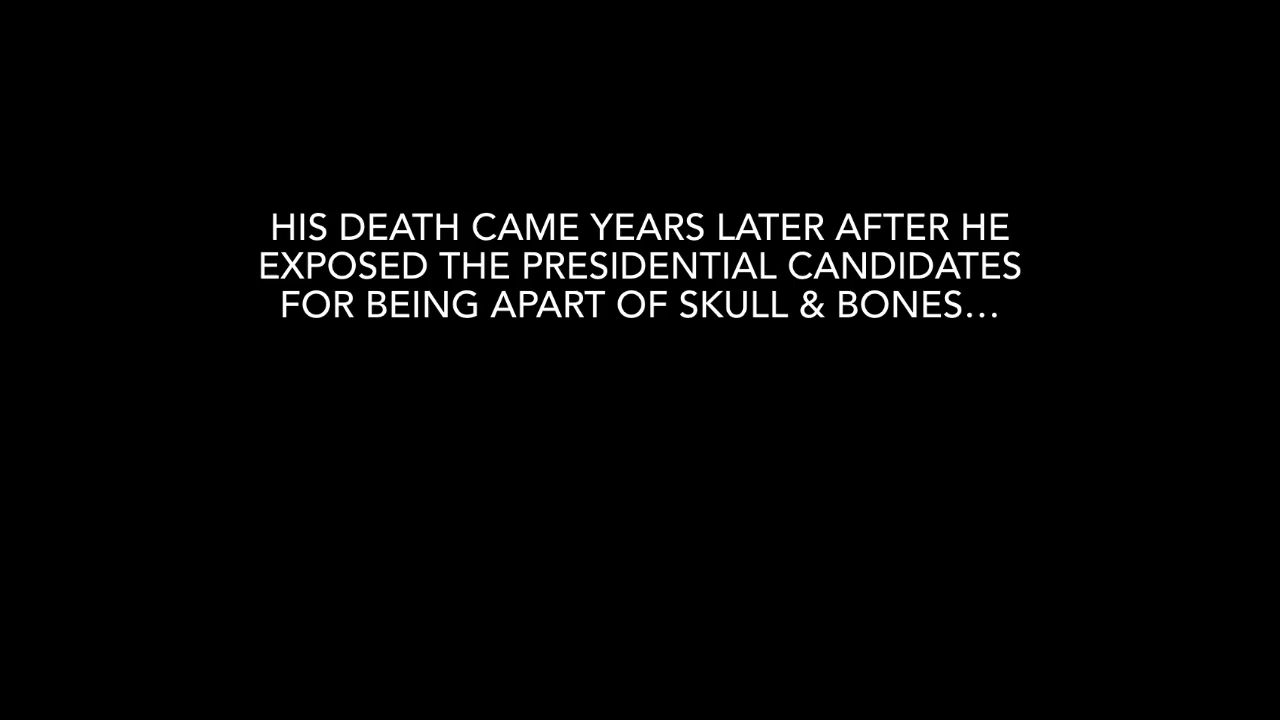 HIS DEATH CAME YEARS LATER AFTER HE
EXPOSED THE PRESIDENTIAL CANDIDATES
FOR BEING APART OF SKULL & BONES...